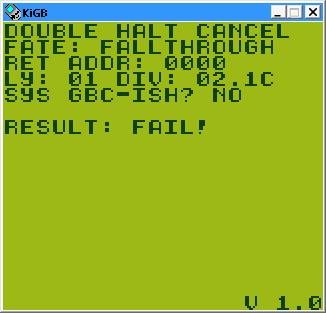 KiGB
DOUBLE HALT CANCEL
FATE: FALLTHROUGH
RET ADDR: 0000
LY: 01 DIV: 02.1C
SYS GBC-ISH? NO
RESULT: FAIL!
V 1.0